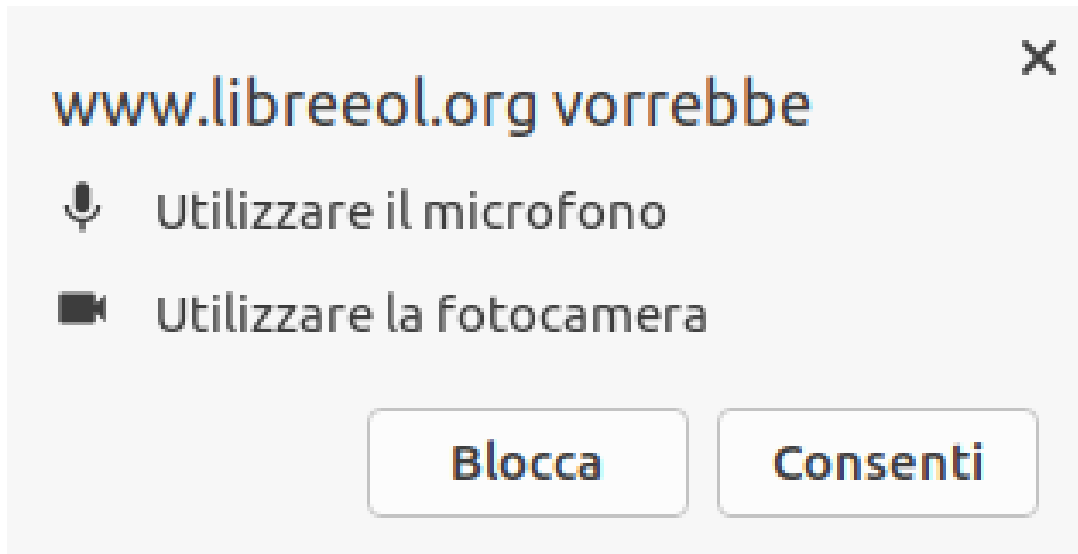 www.libreeol.org vorrebbe
Utilizzare il microfono
Utilizzare la fotocamera
Blocca Consenti